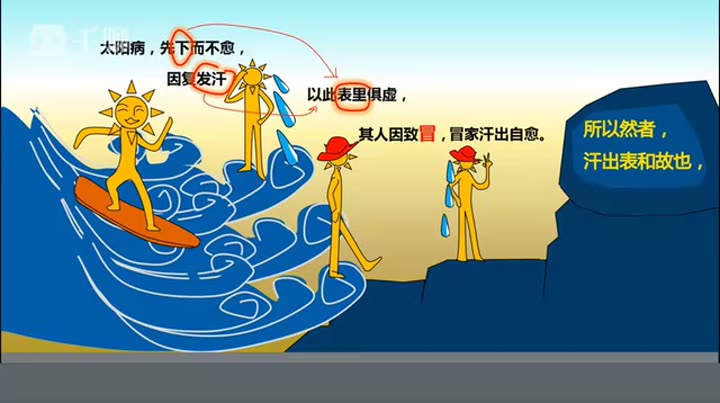 太阳病，先下而不愈，
因复发汗
以此表里俱虚，
其人因致冒，冒家汗出自愈。
所以然者，
汗出表和故也，